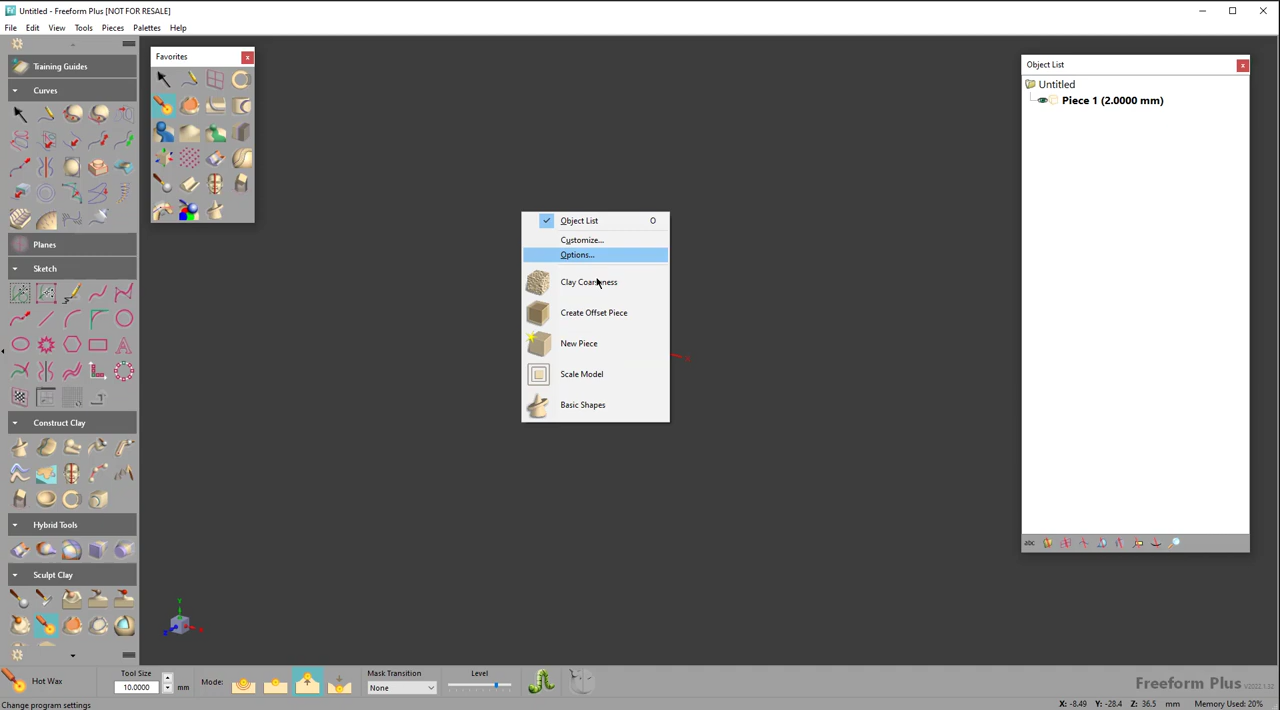 Untitled - Freeform Plus [NOT FOR RESALE]
File Edit View Tools Pieces Palettes Help
Training Guides
Curves
Planes
Sketch
Construct Clay
Hybrid Tools
Sculpt Clay
Favorites
x
Object List O
Customize...
Options...
Clay Coarseness
Create Offset Piece
New Piece
Scale Model
Basic Shapes
Object List
x
Untitled
Piece 1 (2.0000 mm)
abc
Hot Wax
Tool Size
10.0000 mm
Mode:
Mask Transition
None
Level
Freeform Plus
Change program settings
X: -8.49 Y: -28.4 Z: 36.5 mm Memory Used: 20%